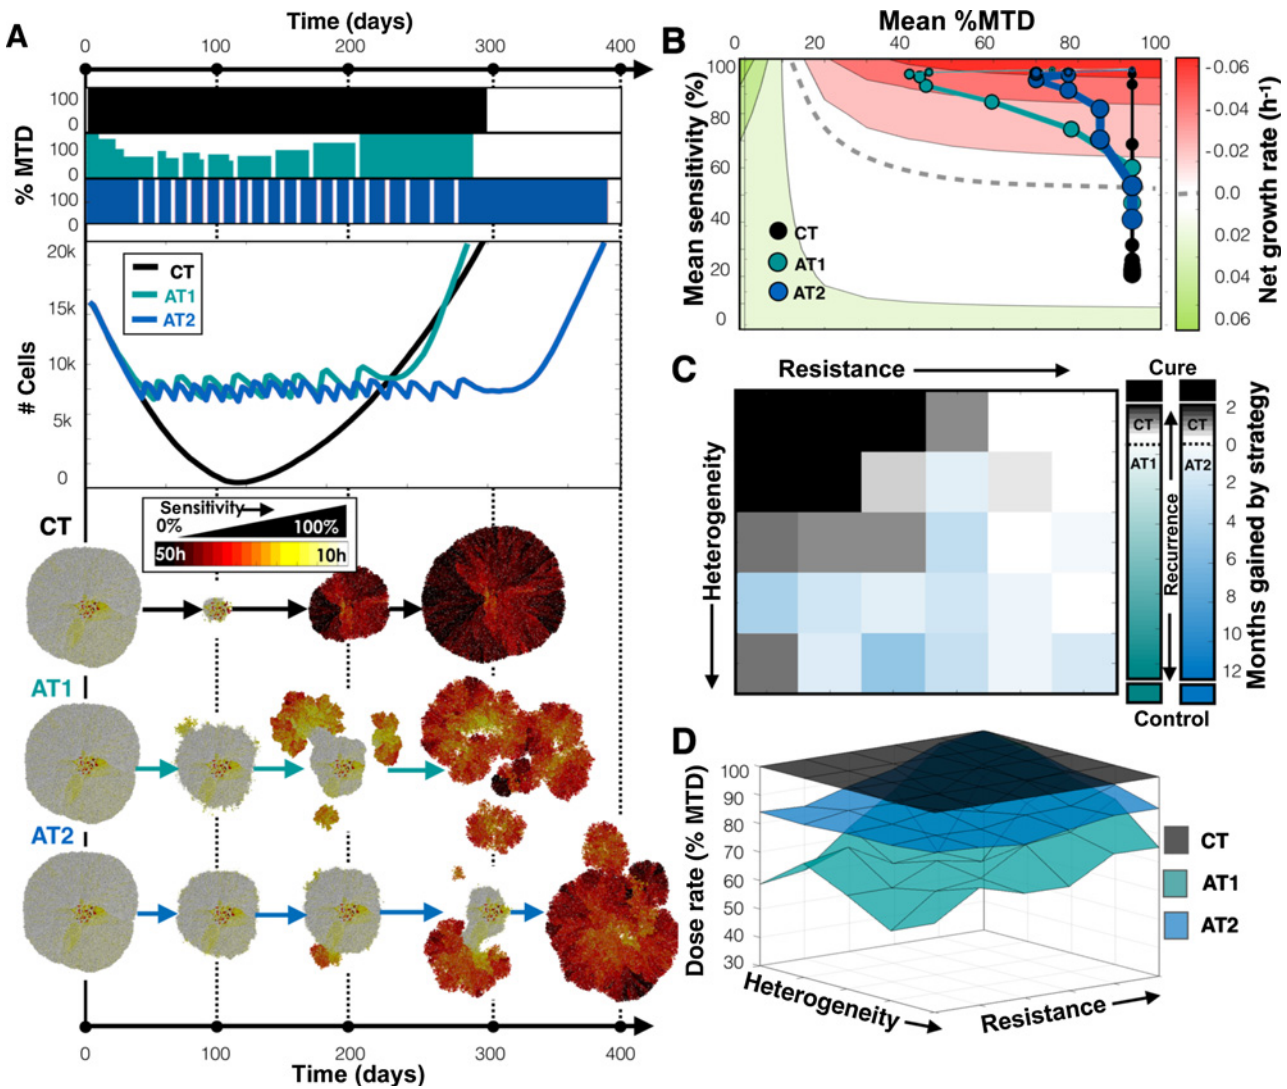 A
Time (days)
0 100 200 300 400
% MTD
100
0
100
0
100
0
# Cells
20k
15k
10k
5k
0
CT
AT1
AT2
Sensitivity
0% 100%
50h 10h
CT
AT1
AT2
0 100 200 300 400
Time (days)
B
Mean %MTD
0 20 40 60 80 100
Mean sensitivity (%)
100
80
60
40
20
0
CT
AT1
AT2
-0.06
-0.04
-0.02
0.0
0.02
0.04
0.06
Net growth rate (h-1)
C
Resistance
Heterogeneity
Cure
CT CT
AT1 AT2
Recurrence
2
0
2
4
6
8
10
12
Months gained by strategy
Control
D
Dose rate (% MTD)
100
90
80
70
60
50
40
30
Heterogeneity
Resistance
CT
AT1
AT2